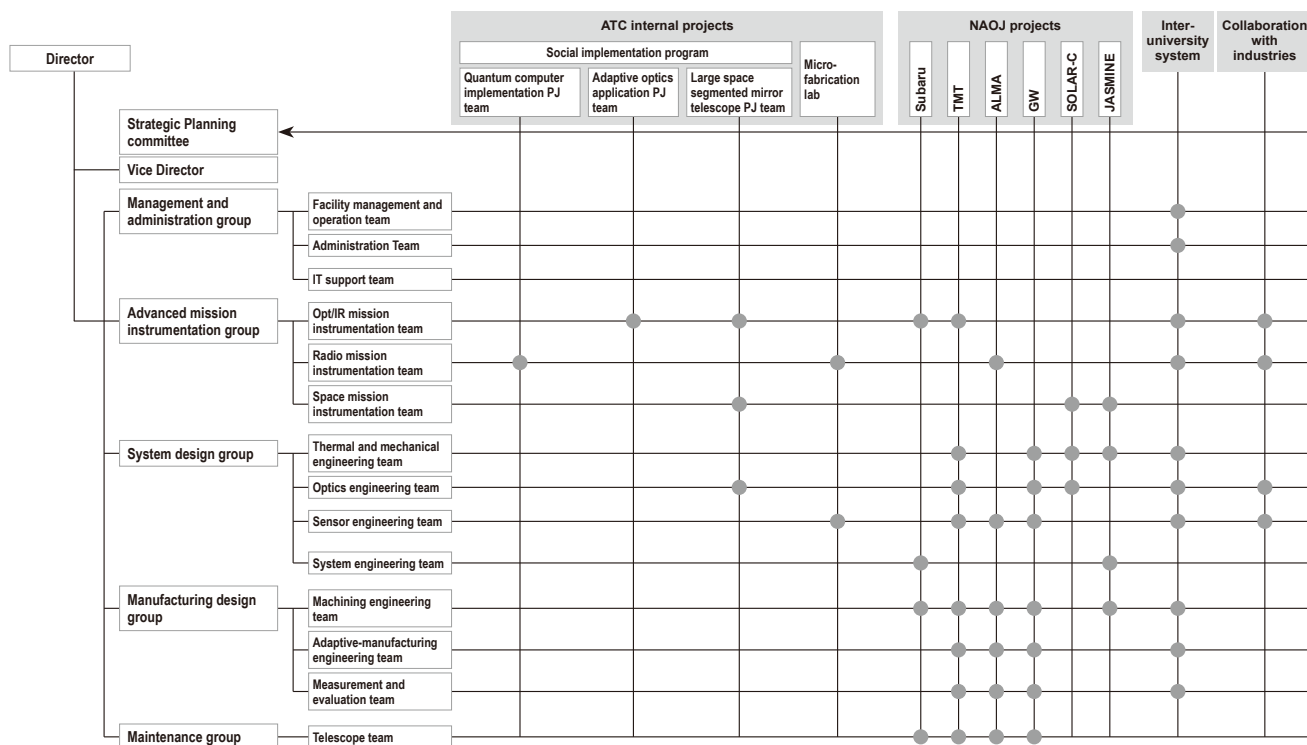 ATC internal projects
NAOJ projects
Inter-
university
system
Collaboration
with
industries
Director
Social implementation program
Quantum computer
implementation PJ
team
Adaptive optics
application PJ
team
Large space
segmented mirror
telescope PJ team
Micro-
fabrication
lab
Subaru
TMT
ALMA
GW
SOLAR-C
JASMINE
Strategic Planning
committee
Vice Director
Management and
administration group
Facility management and
operation team
Administration Team
IT support team
Advanced mission
instrumentation group
Opt/IR mission
instrumentation team
Radio mission
instrumentation team
Space mission
instrumentation team
System design group
Thermal and mechanical
engineering team
Optics engineering team
Sensor engineering team
System engineering team
Manufacturing design
group
Machining engineering
team
Adaptive-manufacturing
engineering team
Measurement and
evaluation team
Maintenance group
Telescope team